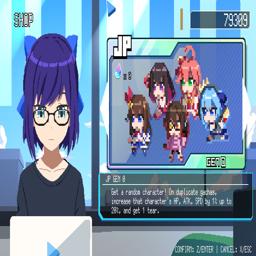 SHOP
79309
JP
x 0
GEN 0
JP GEN 0
Get a random character! On duplicate gachas,
increase that character's HP, ATK, SPD by 1% up to
20%, and get 1 tear.
CONFIRM: Z/ENTER | CANCEL: X/ESC